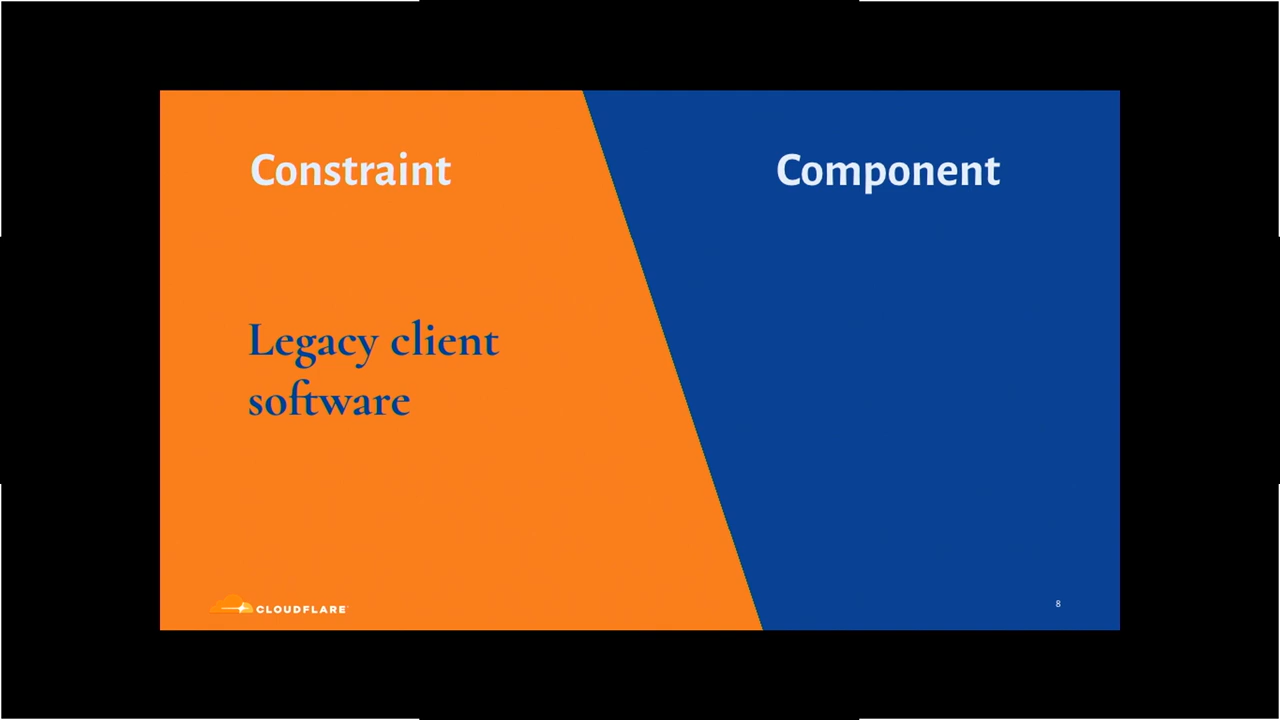 Constraint
Component
Legacy client
software
CLOUDFLARE
8